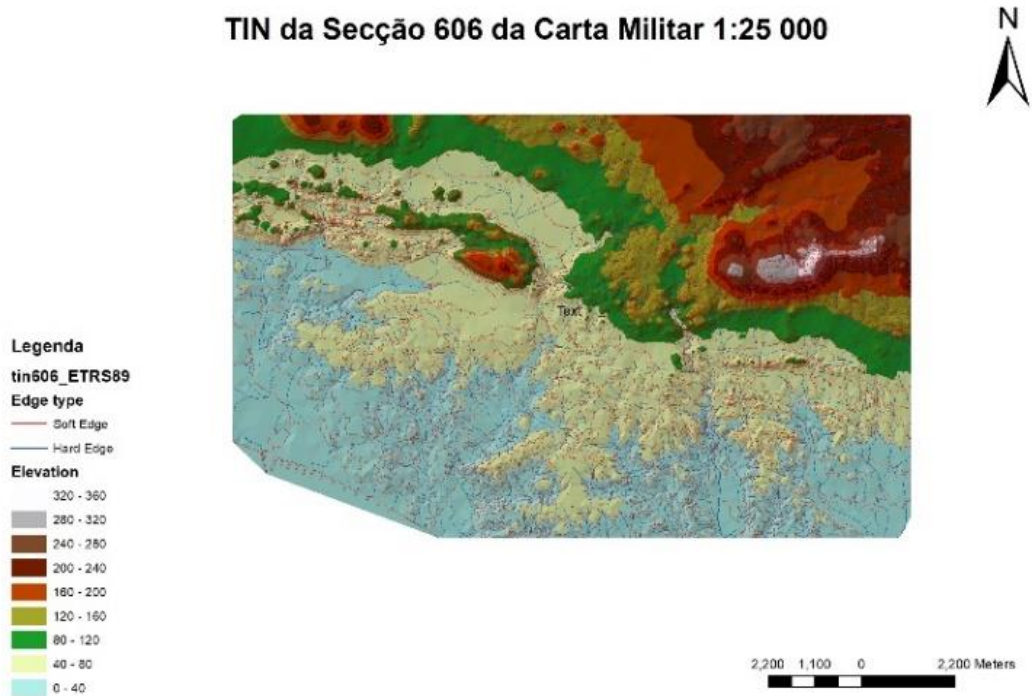 TIN da Secção 606 da Carta Militar 1:25 000
N
Text
Legenda
tin606_ETRS89
Edge type
Soft Edge
Hard Edge
Elevation
320 - 360
280 - 320
240 - 280
200 - 240
160 - 200
120 - 160
80 - 120
40 - 80
0 - 40
2,200 1,100 0 2,200 Meters